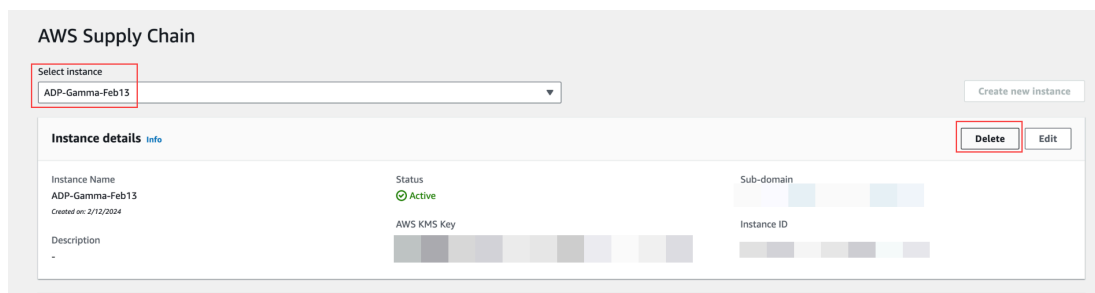 AWS Supply Chain
Select instance
ADP-Gamma-Feb13
Create new instance
Instance details Info
Delete Edit
Instance Name
ADP-Gamma-Feb13
Created on: 2/12/2024
Description
-
Status
Active
AWS KMS Key
Sub-domain
Instance ID